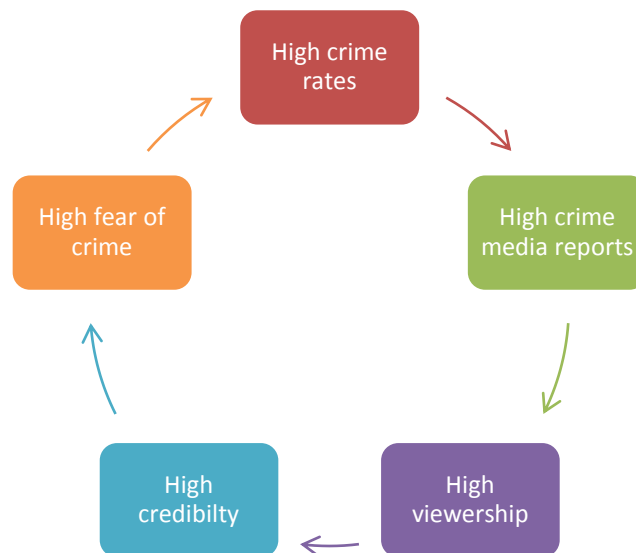 High crime
rates
High crime
media reports
High
viewership
High
credibilty
High fear of
crime